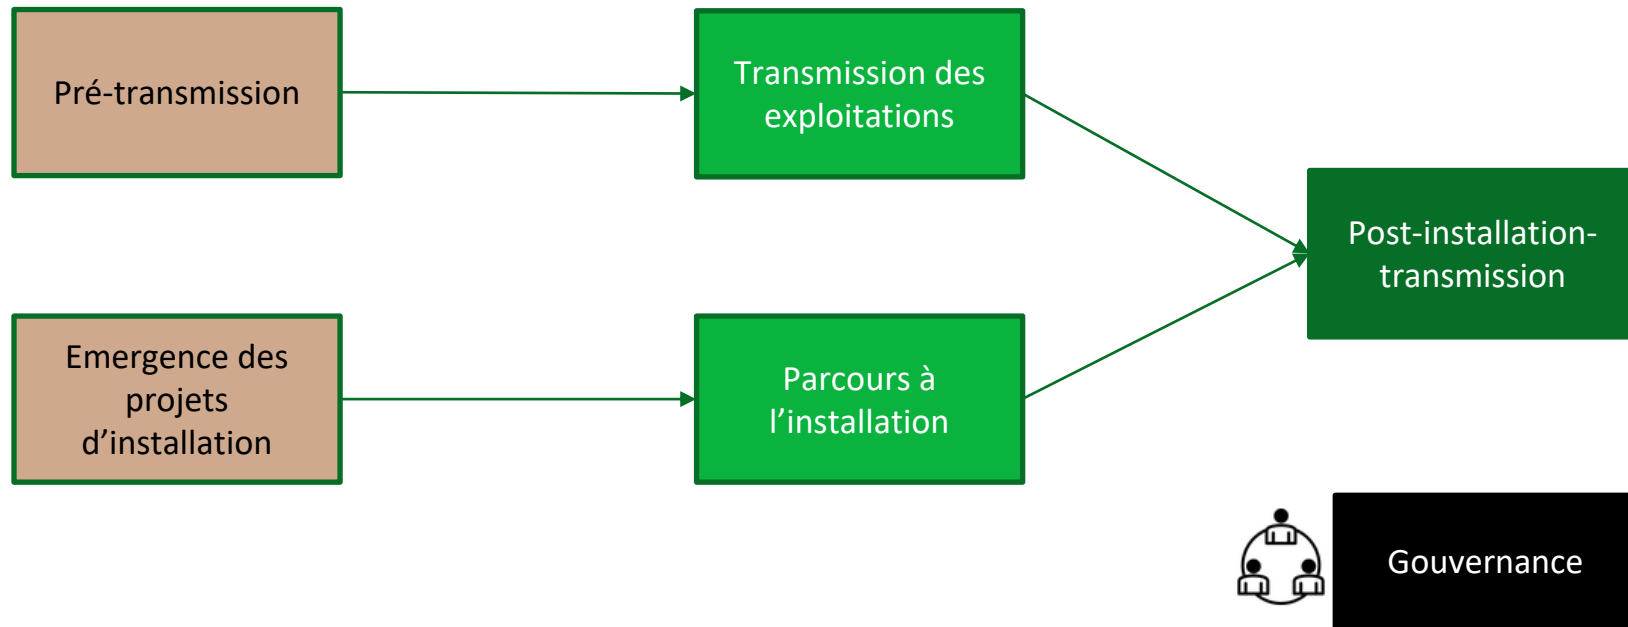 Pré-transmission
Transmission des
exploitations
Post-installation-
transmission
Emergence des
projets
d’installation
Parcours à
l’installation
Gouvernance